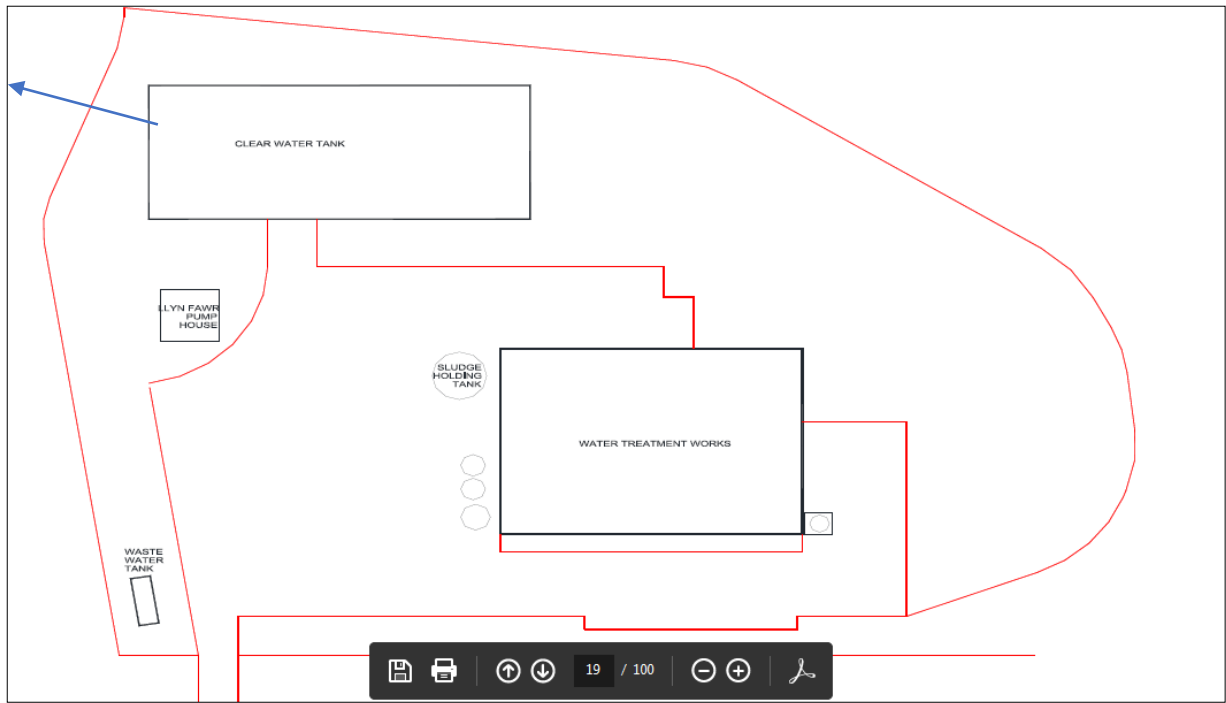 CLEAR WATER TANK
LLYN FAWR
PUMP
HOUSE
SLUDGE
HOLDING
TANK
WATER TREATMENT WORKS
WASTE
WATER
TANK
19 / 100